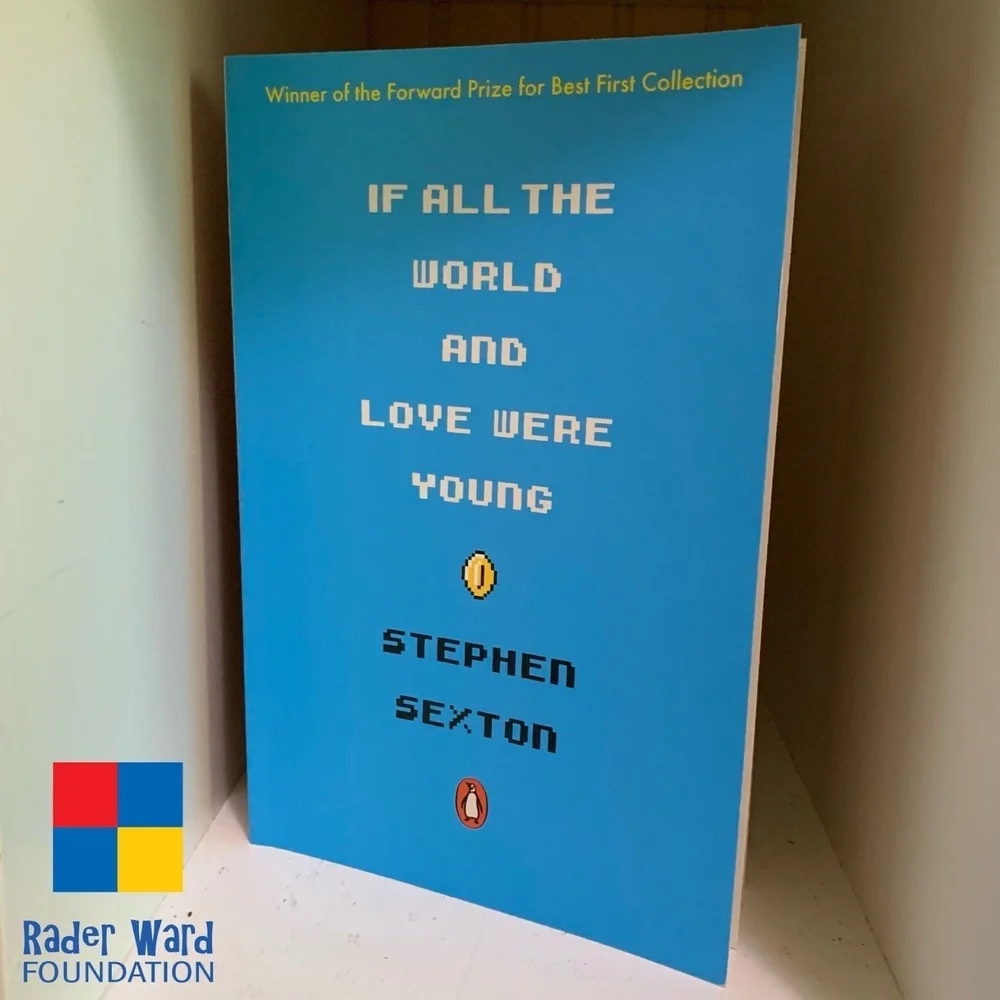 Winner of the Forward Prize for Best First Collection
IF ALL THE
WORLD
AND
LOVE WERE
YOUNG
STEPHEN
SEXTON
Rader Ward
FOUNDATION